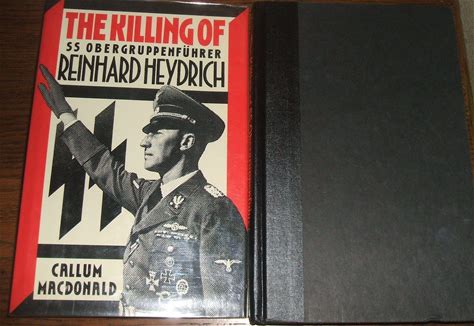 THE KILLING OF
SS OBERGRUPPENFÜHRER
REINHARD HEYDRICH
CALLUM
MACDONALD